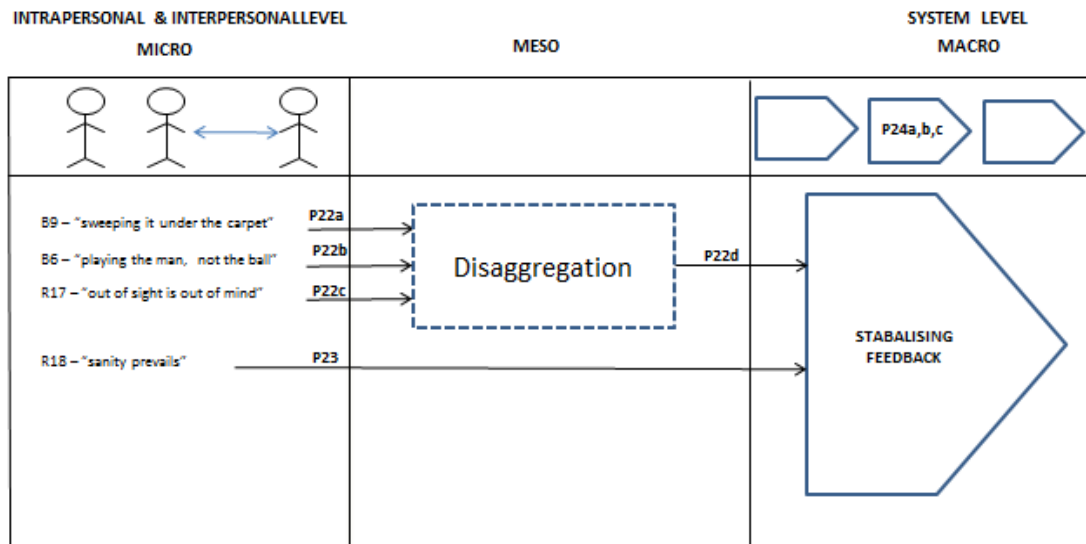 INTRAPERSONAL & INTERPERSONALLEVEL
MICRO
MESO
SYSTEM LEVEL
MACRO
P24a,b,c
B9 – “sweeping it under the carpet”
P22a
B6 – “playing the man, not the ball”
P22b
R17 – “out of sight is out of mind”
P22c
Disaggregation
P22d
R18 – “sanity prevails”
P23
STABALISING
FEEDBACK